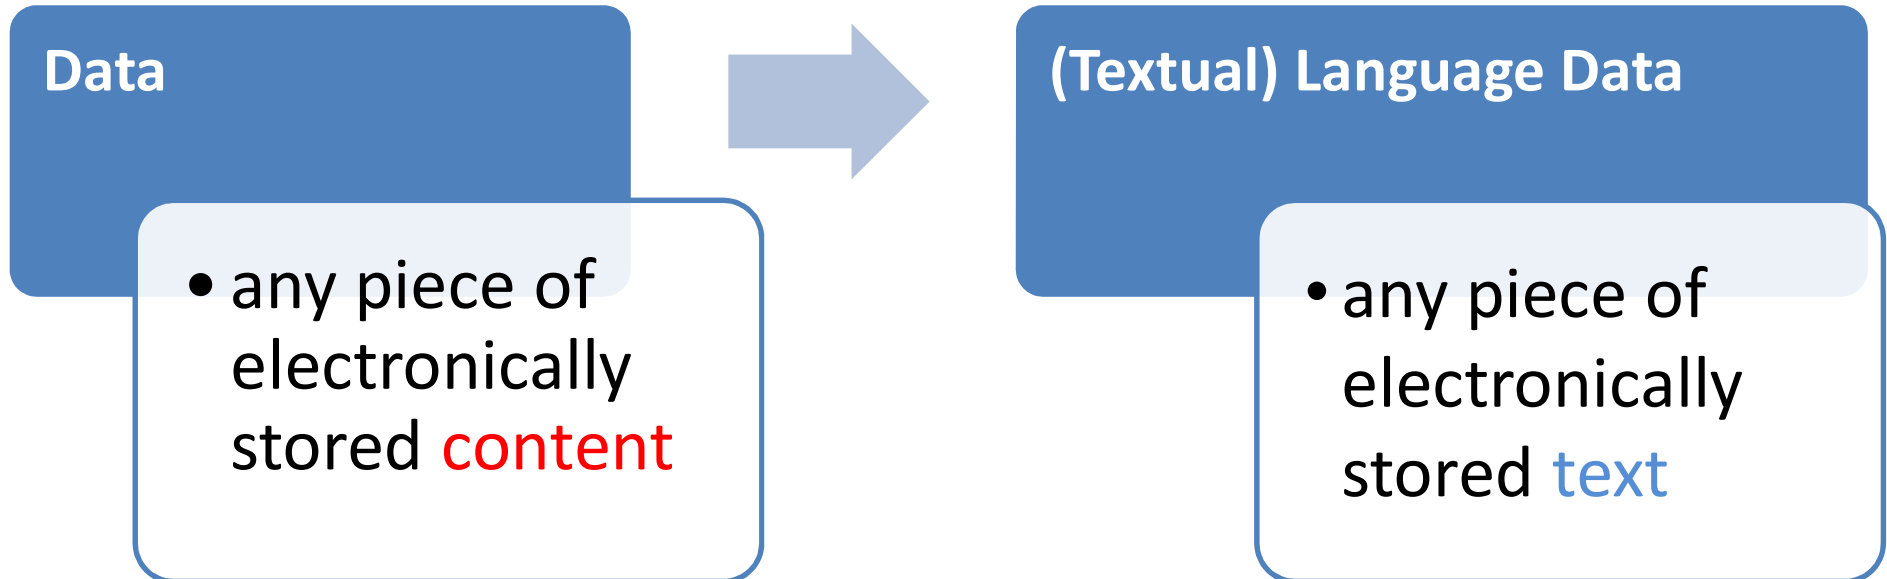 Data
• any piece of
electronically
stored content
(Textual) Language Data
• any piece of
electronically
stored text